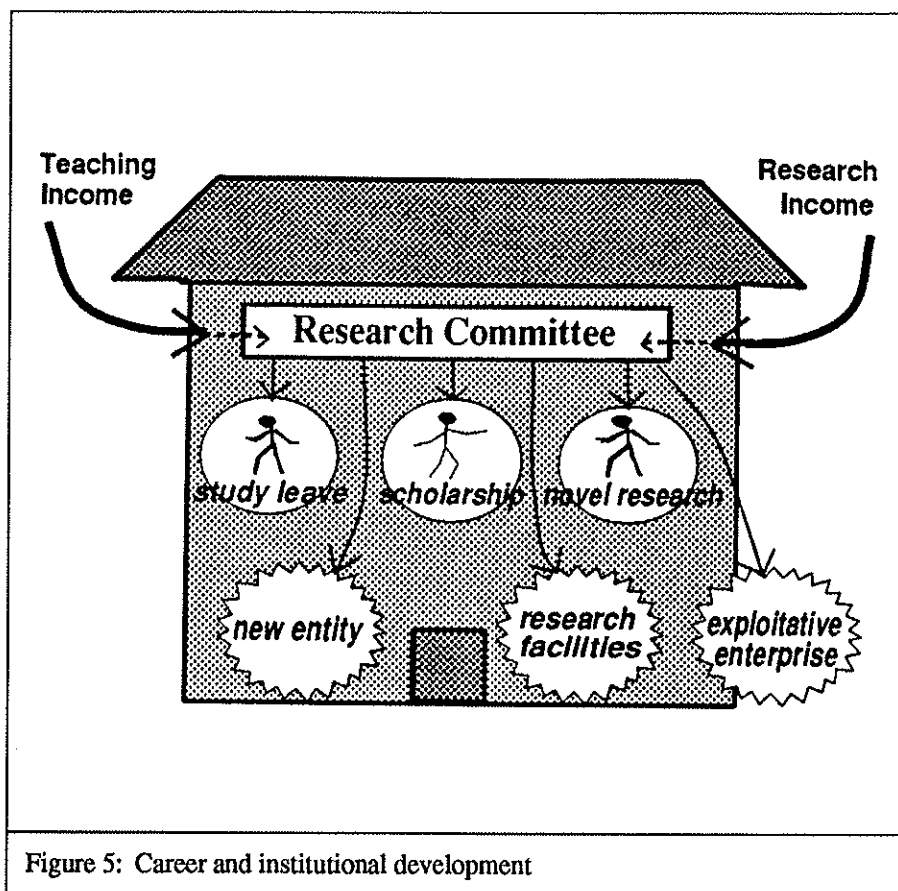 Teaching
Income
Research
Income
Research Committee
study leave
scholarship
novel research
new entity
research
facilities
exploitative
enterprise
Figure 5: Career and institutional development